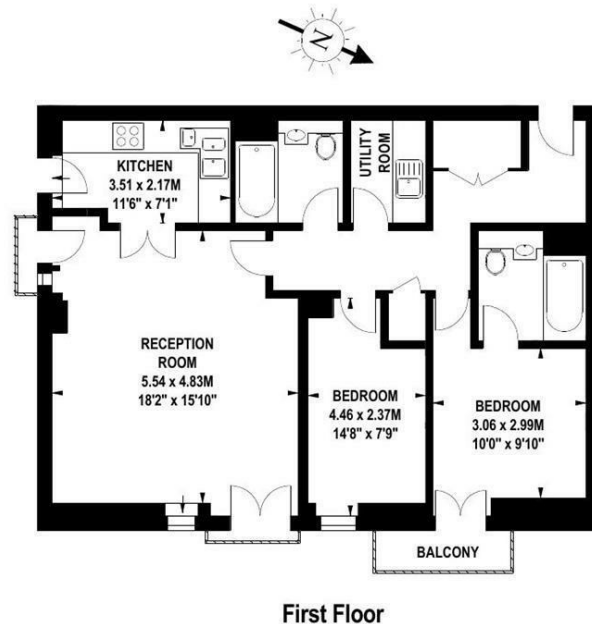 N
KITCHEN
3.51 x 2.17M
11'6" x 7'1"
UTILITY
ROOM
RECEPTION
ROOM
5.54 x 4.83M
18'2" x 15'10"
BEDROOM
4.46 x 2.37M
14'8" x 7'9"
BEDROOM
3.06 x 2.99M
10'0" x 9'10"
BALCONY
First Floor